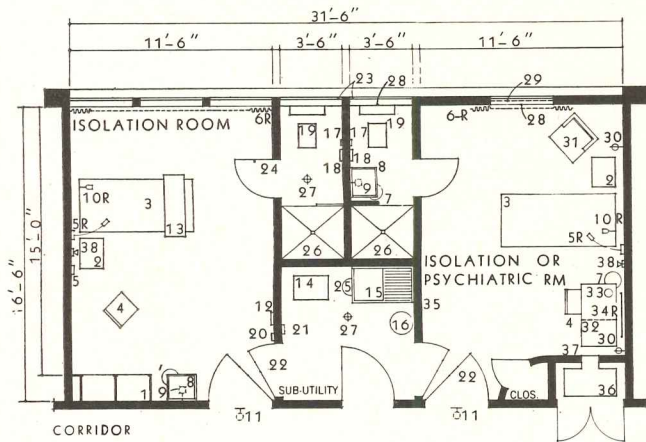 31'-6"
11'-6" 3'-6" 3'-6" 11'-6"
23 28 29
ISOLATION ROOM 6R 6-R 28
19 17 17 19 30
31
18 18 8 2
24 27 9 7
10R 3 13 3 10R
5R 5R
38 2 26 26 38
5 ISOLATION OR
PSYCHIATRIC RM 7
16'-6" 15'-0"
14 25 15 35 33
4 12 34R
4 32
20 21 27 16 30
37
1 9 8 22 SUB-UTILITY 22 CLOS. 36
11 11
CORRIDOR